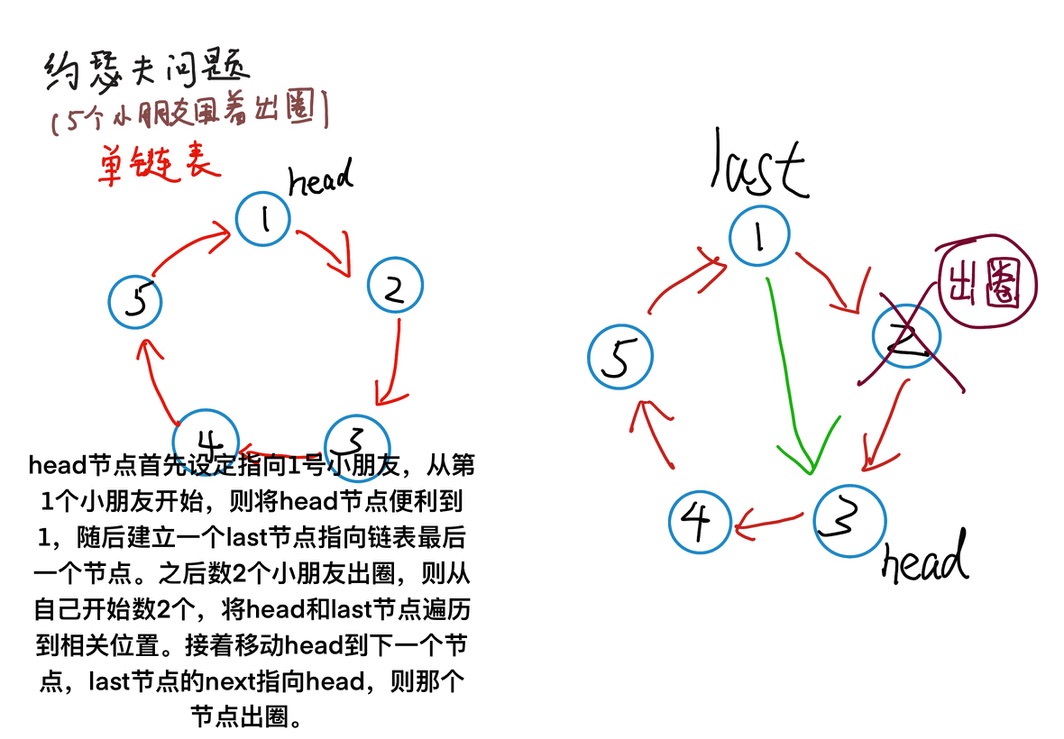 约瑟夫问题
(5个小朋友围着出圈)
单链表
head
1
2
3
4
5
head节点首先设定指向1号小朋友，从第
1个小朋友开始，则将head节点便利到
1，随后建立一个last节点指向链表最后
一个节点。之后数2个小朋友出圈，则从
自己开始数2个，将head和last节点遍历
到相关位置。接着移动head到下一个节
点，last节点的next指向head，则那个
节点出圈。
last
1
2
出圈
3
head
4
5